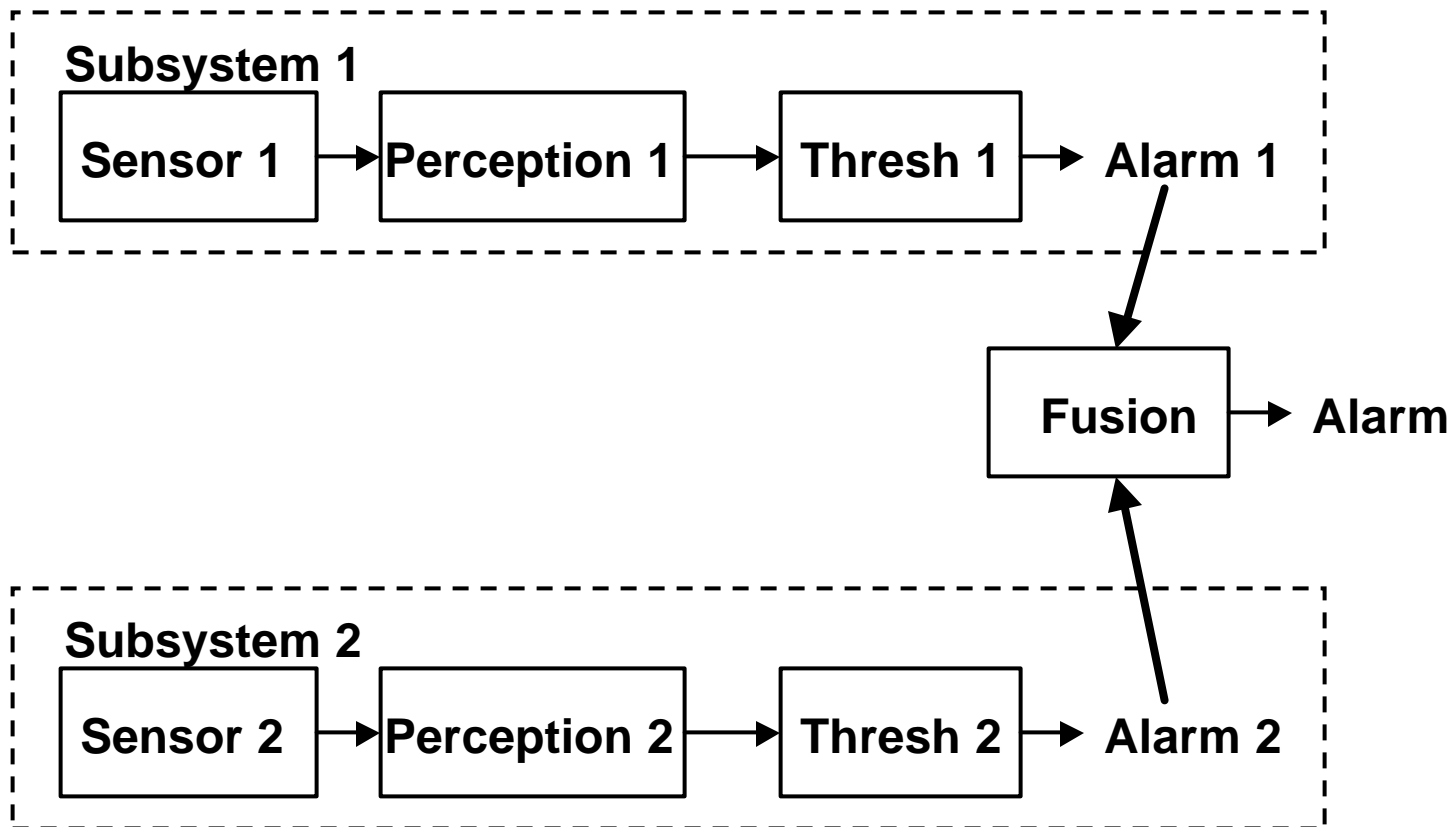 Subsystem 1
Sensor 1
Perception 1
Thresh 1
Alarm 1
Fusion
Alarm
Subsystem 2
Sensor 2
Perception 2
Thresh 2
Alarm 2